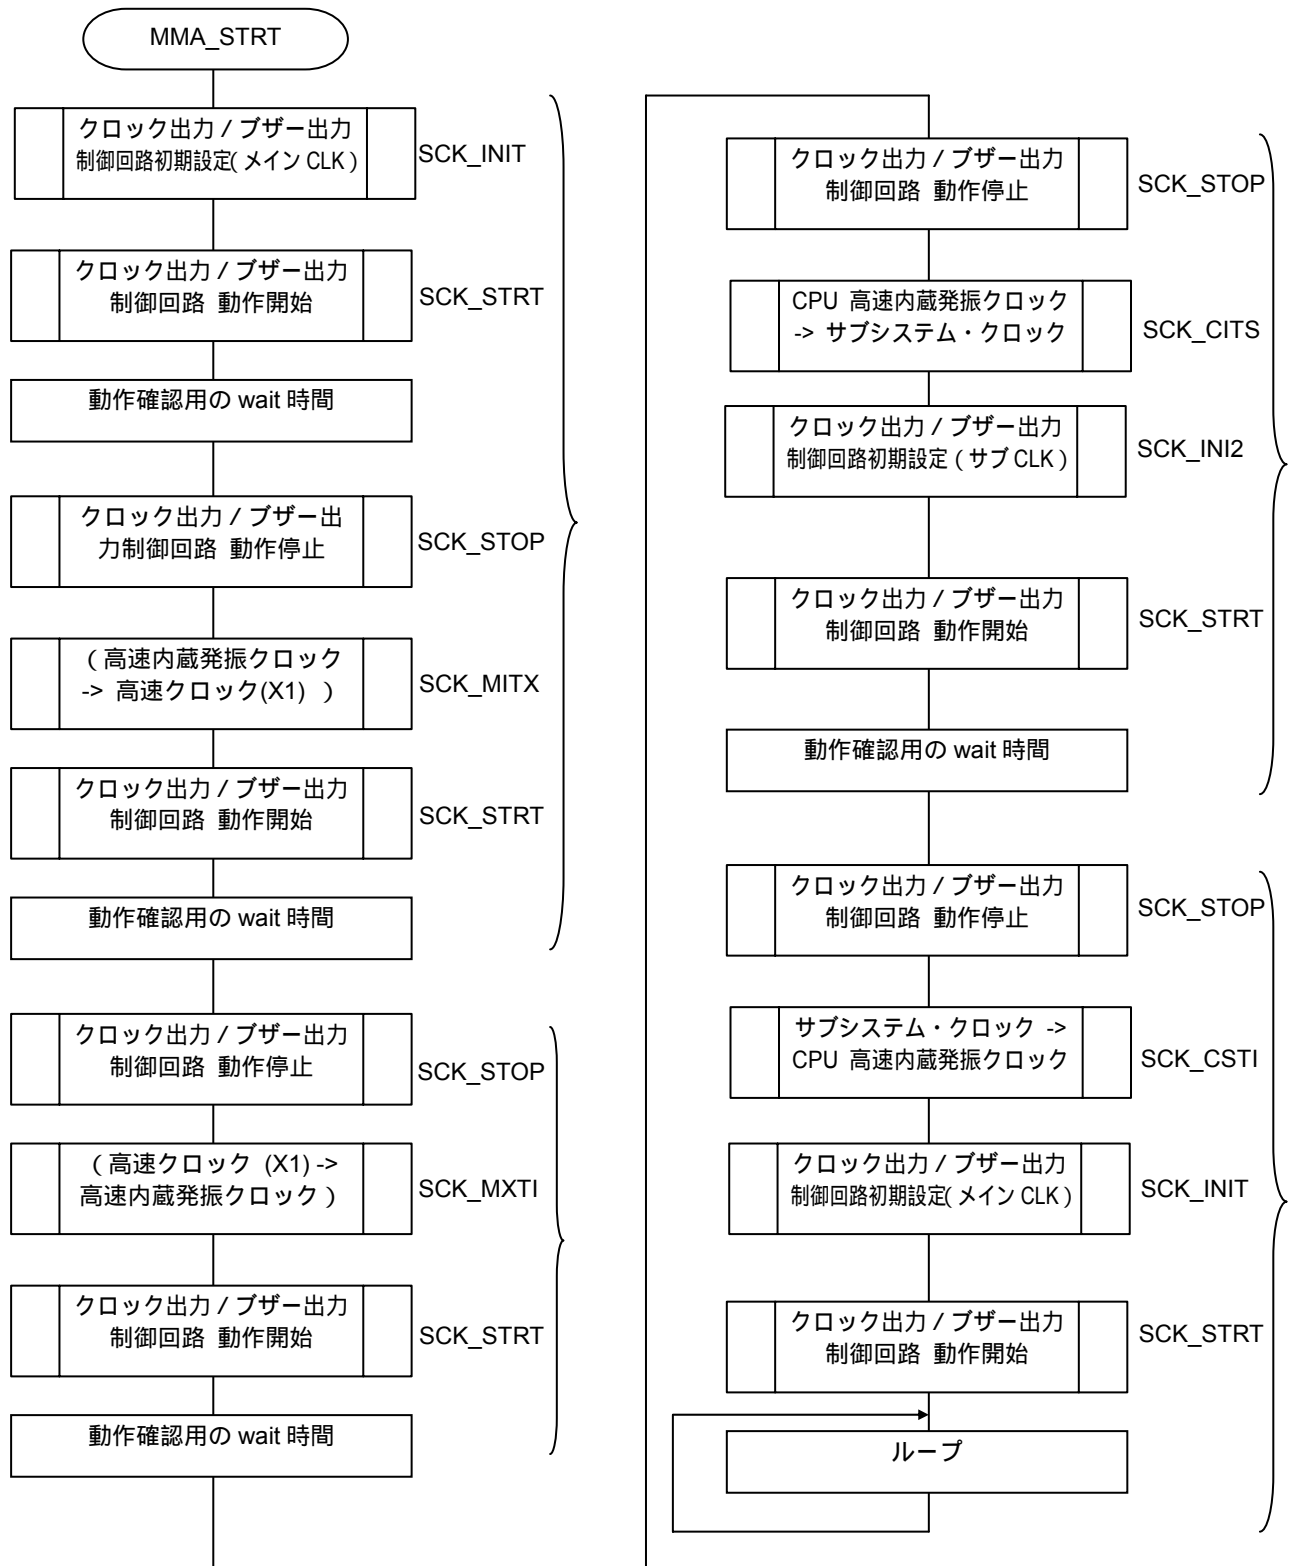 MMA_STRT
クロック出力 / ブザー出力
制御回路初期設定( メイン CLK )
SCK_INIT
クロック出力 / ブザー出力
制御回路 動作開始
SCK_STRT
動作確認用の wait 時間
クロック出力 / ブザー出
力制御回路 動作停止
SCK_STOP
( 高速内蔵発振クロック
-> 高速クロック(X1) )
SCK_MITX
クロック出力 / ブザー出力
制御回路 動作開始
SCK_STRT
動作確認用の wait 時間
クロック出力 / ブザー出力
制御回路 動作停止
SCK_STOP
( 高速クロック (X1) ->
高速内蔵発振クロック )
SCK_MXTI
クロック出力 / ブザー出力
制御回路 動作開始
SCK_STRT
動作確認用の wait 時間
クロック出力 / ブザー出力
制御回路 動作停止
SCK_STOP
CPU 高速内蔵発振クロック
-> サブシステム・クロック
SCK_CITS
クロック出力 / ブザー出力
制御回路初期設定 ( サブ CLK )
SCK_INI2
クロック出力 / ブザー出力
制御回路 動作開始
SCK_STRT
動作確認用の wait 時間
クロック出力 / ブザー出力
制御回路 動作停止
SCK_STOP
サブシステム・クロック ->
CPU 高速内蔵発振クロック
SCK_CSTI
クロック出力 / ブザー出力
制御回路初期設定( メイン CLK )
SCK_INIT
クロック出力 / ブザー出力
制御回路 動作開始
SCK_STRT
ループ